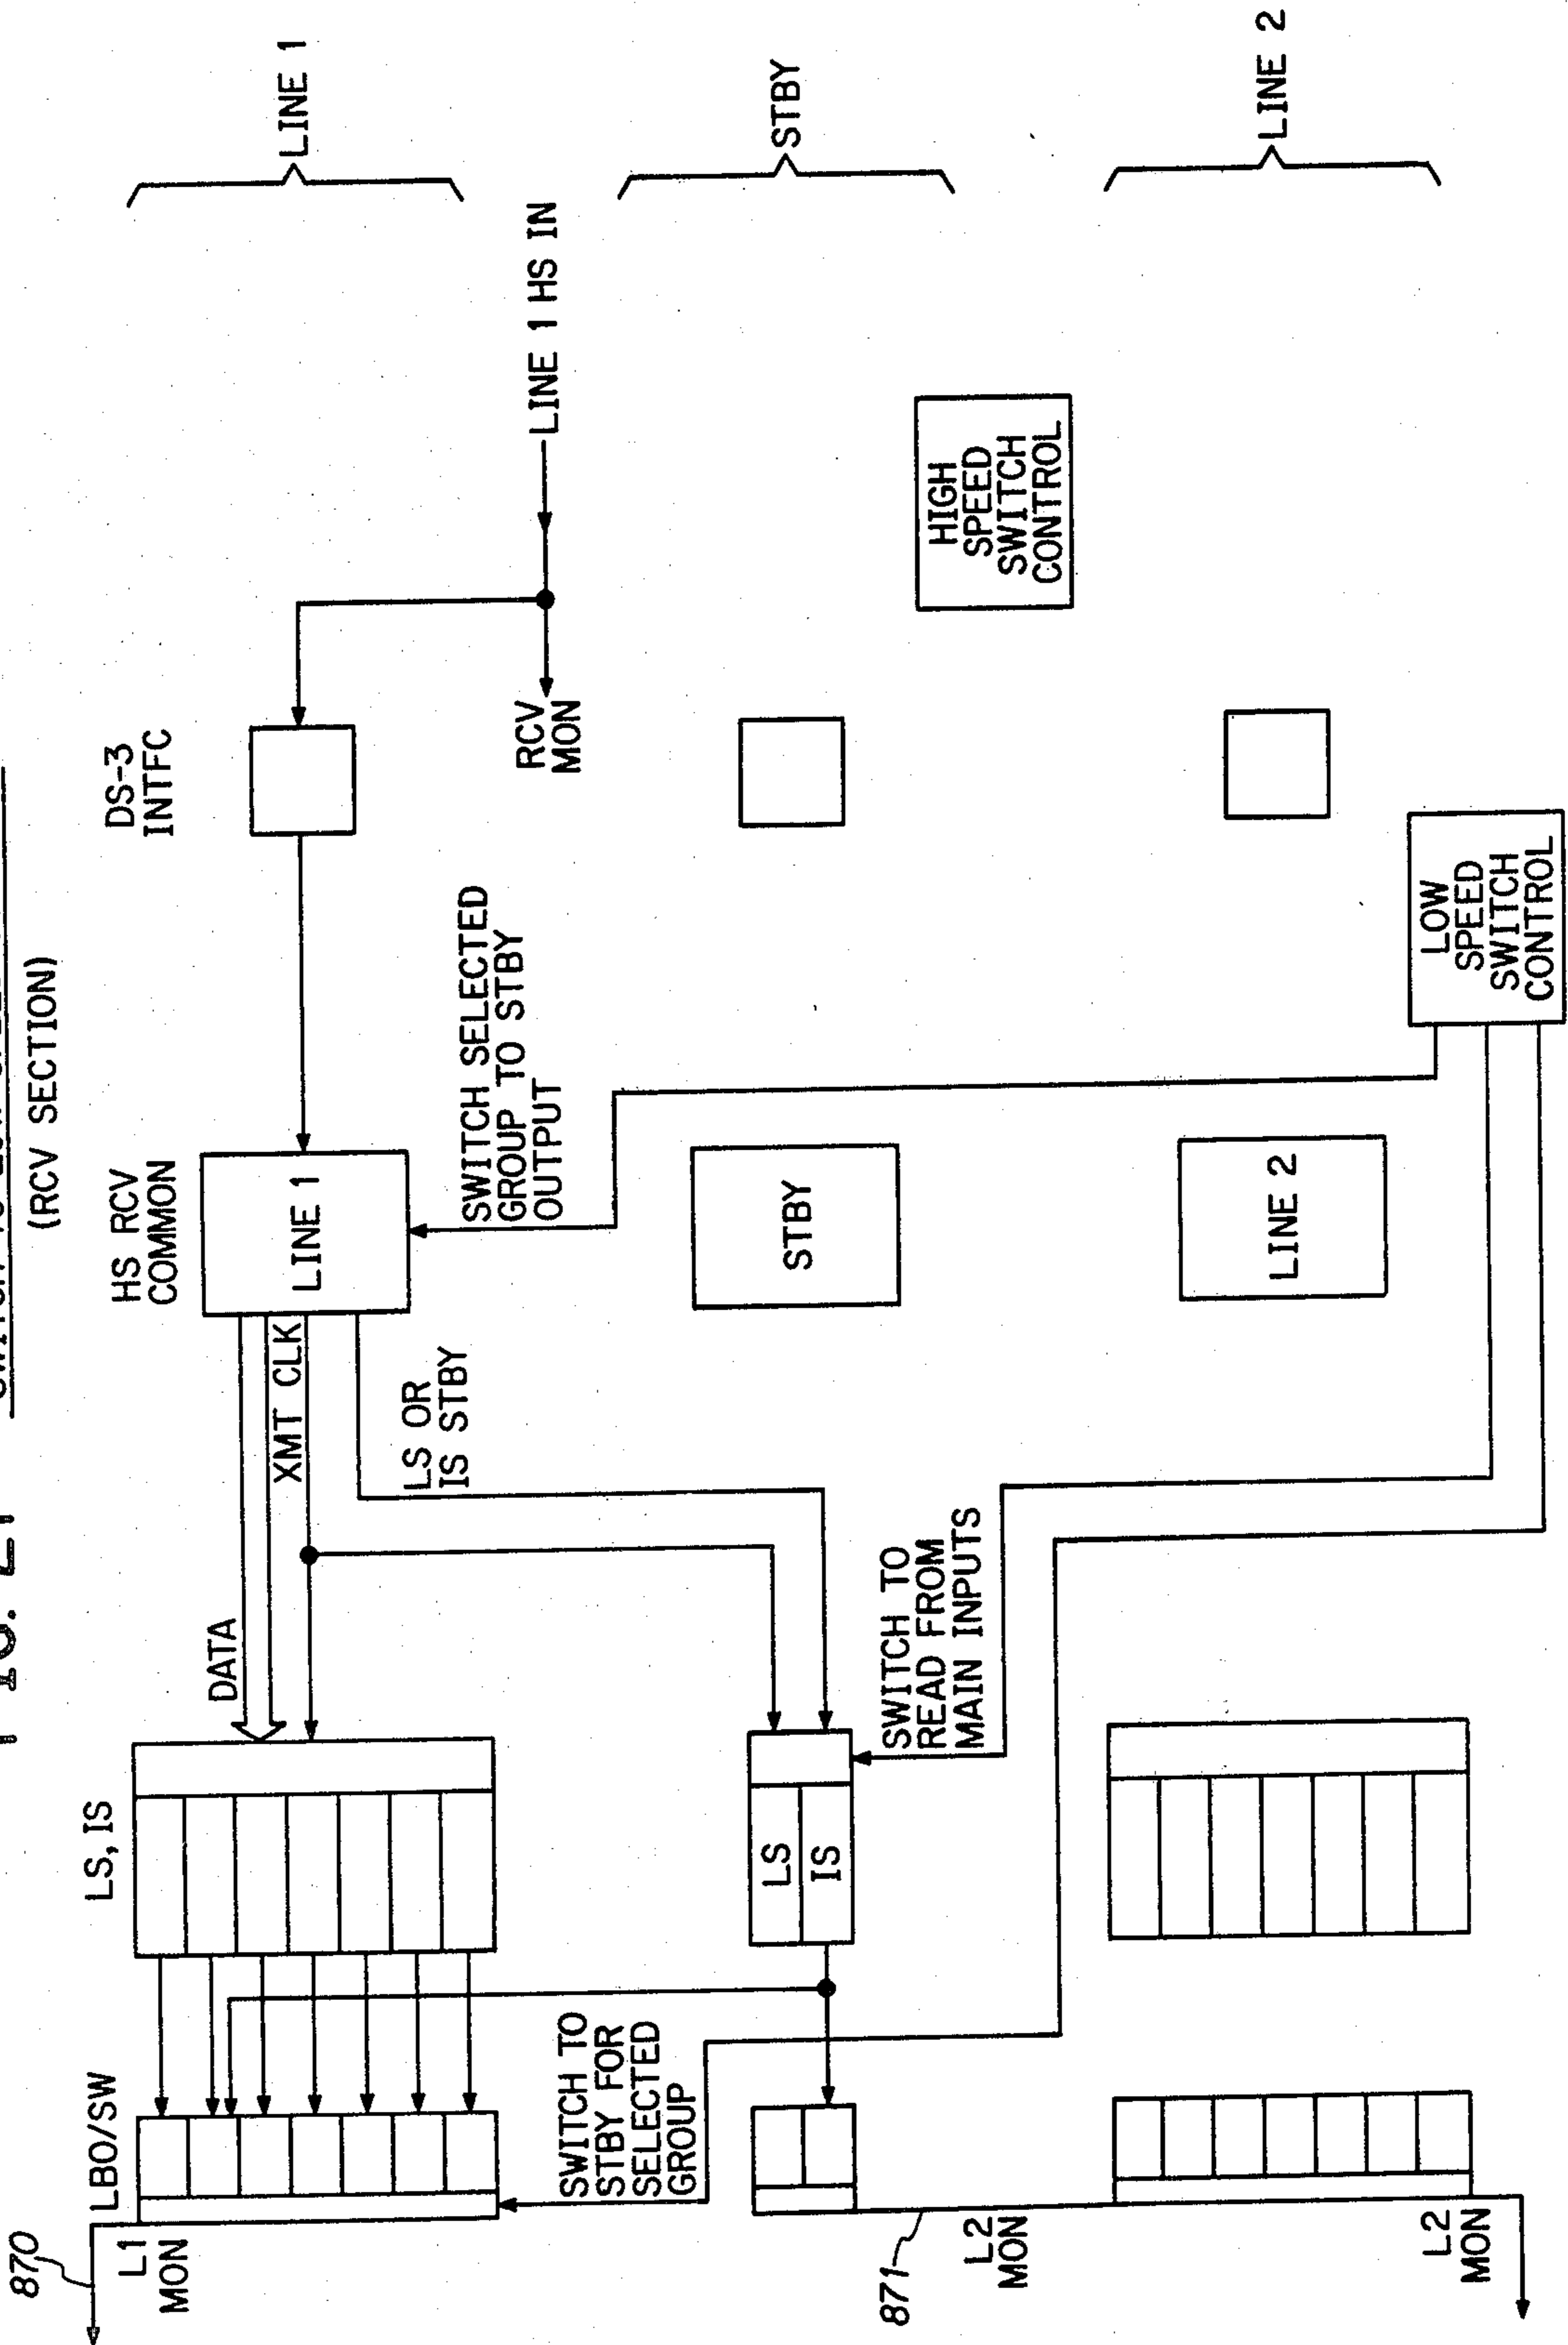 FIG. 21
(RCV SECTION)
870
L1
MON
LBO/SW
LS, IS
DATA
XMT CLK
HS RCV
COMMON
LINE 1
DS-3
INTFC
LINE 1
LS OR
IS STBY
SWITCH SELECTED
GROUP TO STBY
OUTPUT
RCV
MON
LINE 1 HS IN
SWITCH TO
STBY FOR
SELECTED
GROUP
LS
IS
STBY
STBY
SWITCH TO
READ FROM
MAIN INPUTS
HIGH
SPEED
SWITCH
CONTROL
871
L2
MON
LINE 2
LINE 2
L2
MON
LOW
SPEED
SWITCH
CONTROL